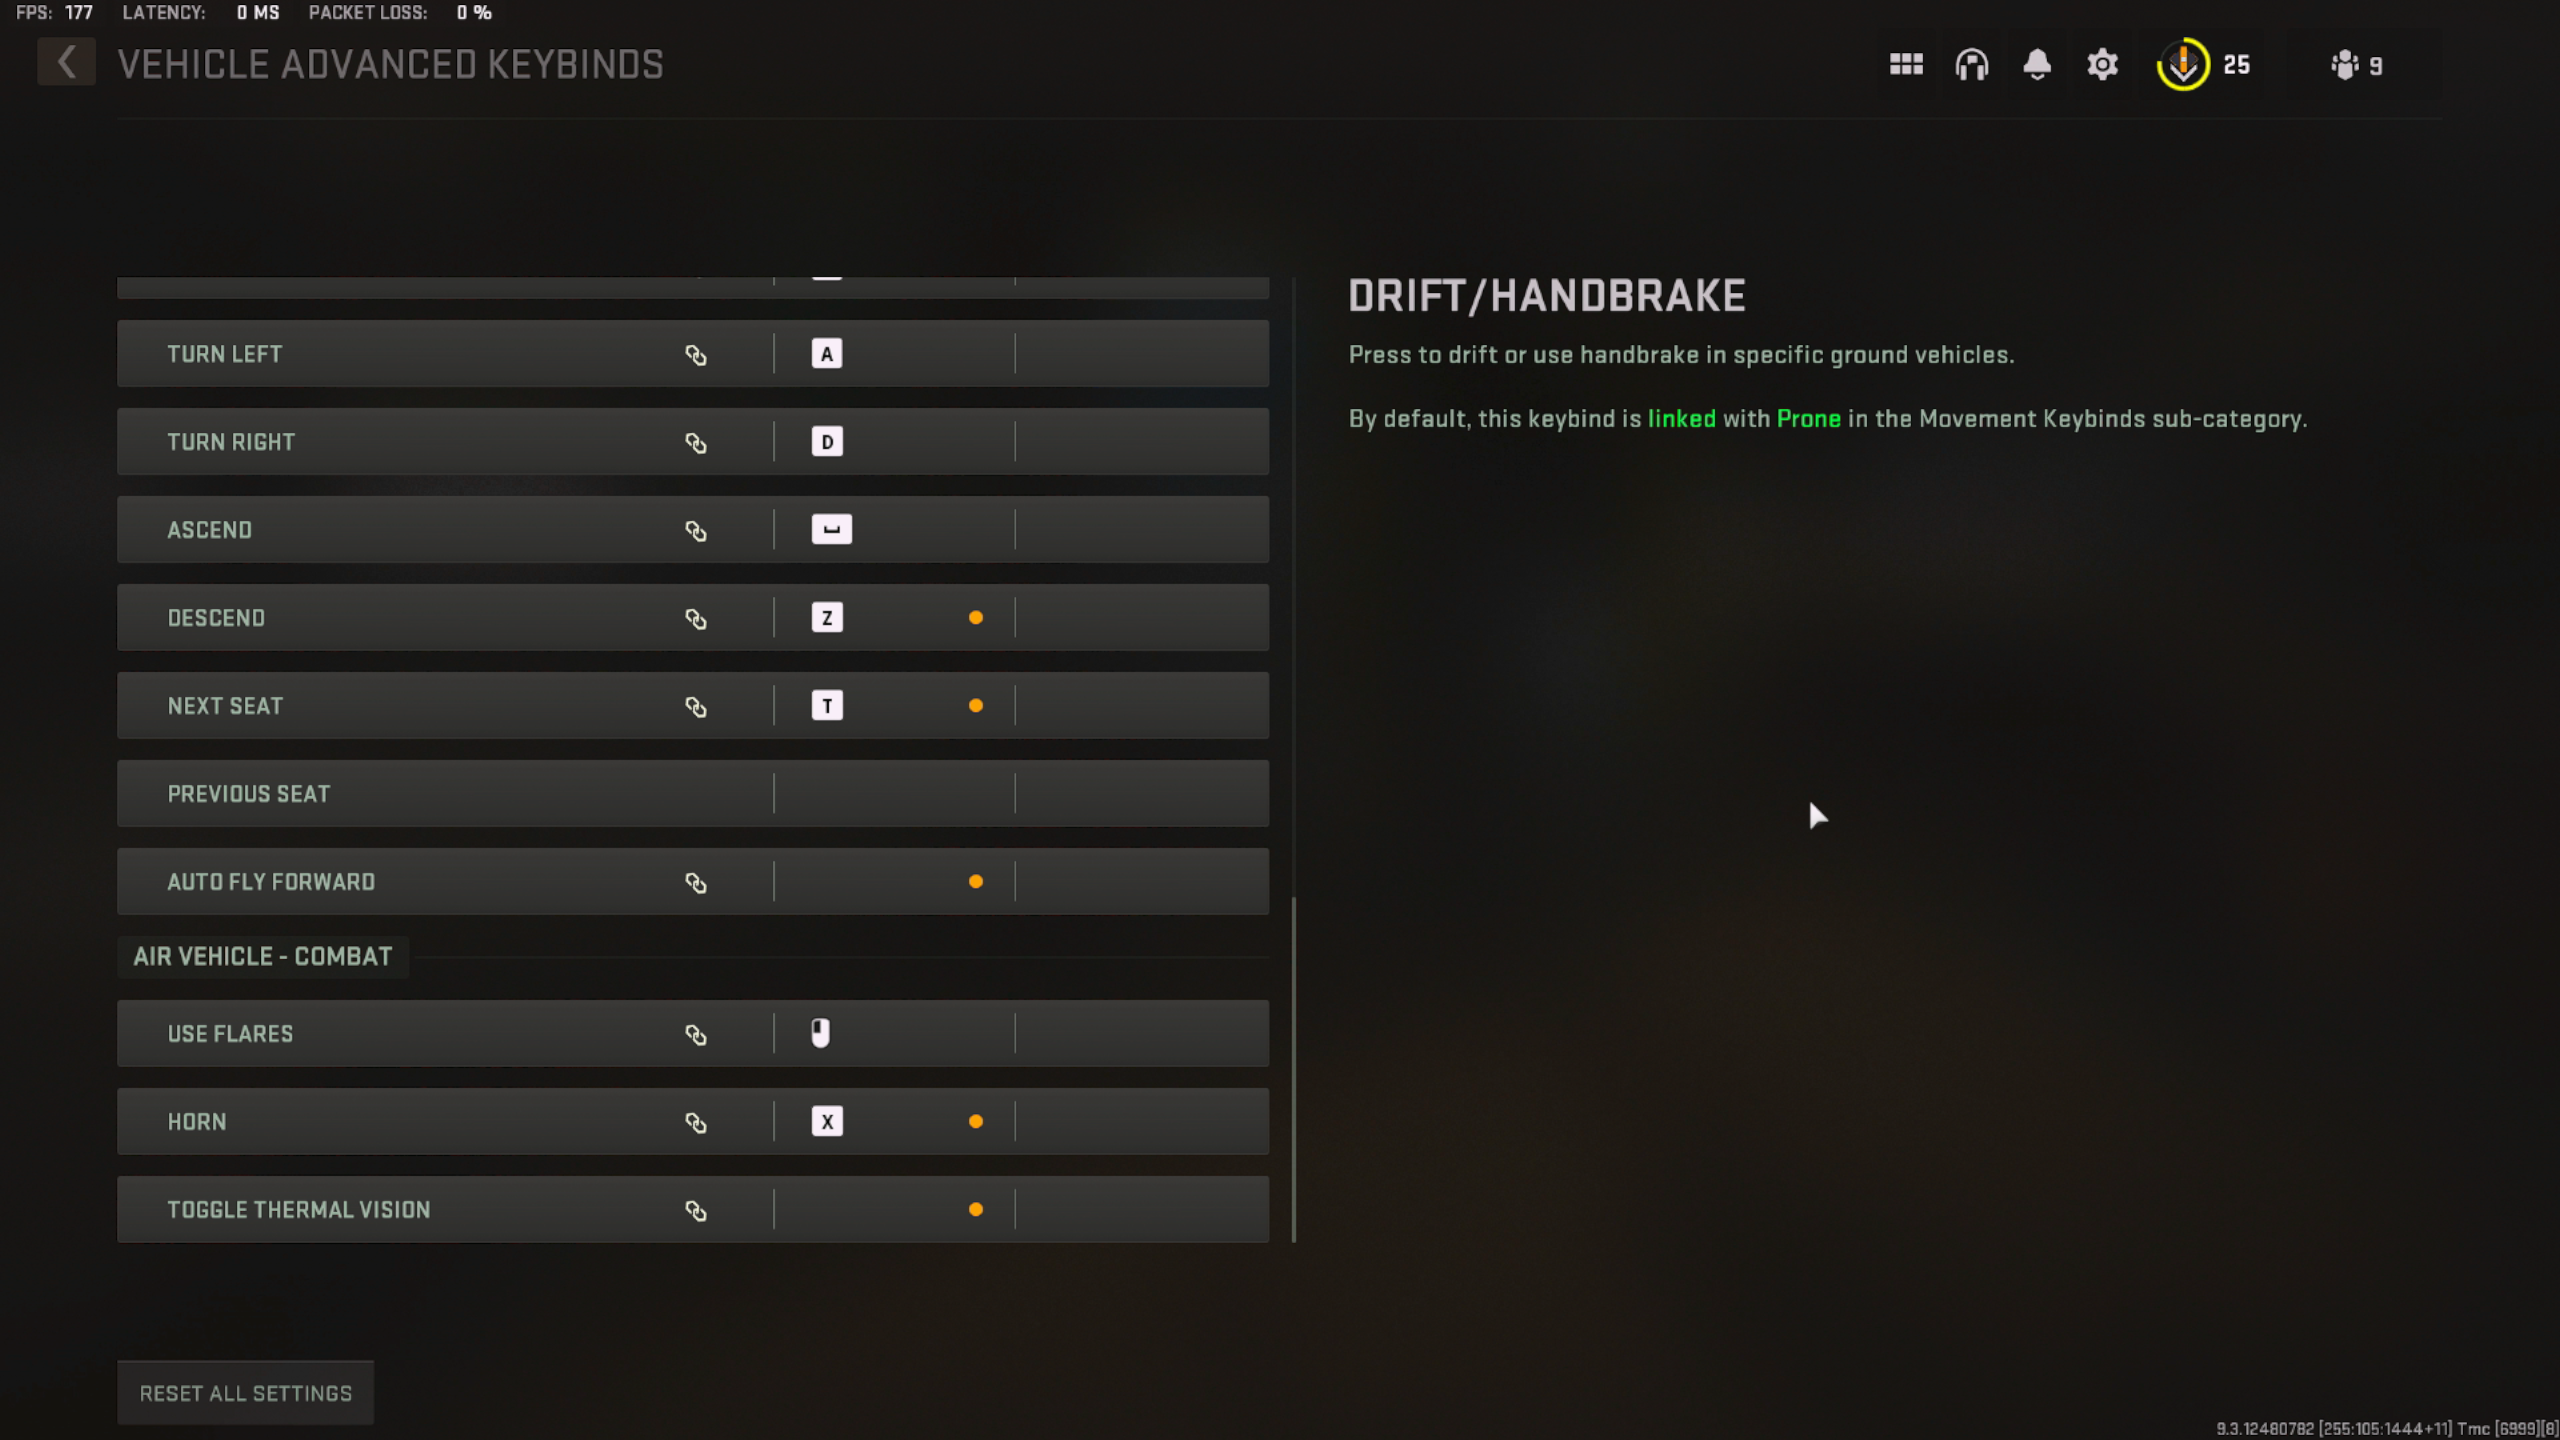 FPS: 177 LATENCY: 0 MS PACKET LOSS: 0 %
VEHICLE ADVANCED KEYBINDS
25
9
TURN LEFT A
TURN RIGHT D
ASCEND
DESCEND Z
NEXT SEAT T
PREVIOUS SEAT
AUTO FLY FORWARD
AIR VEHICLE - COMBAT
USE FLARES
HORN X
TOGGLE THERMAL VISION
RESET ALL SETTINGS
DRIFT/HANDBRAKE
Press to drift or use handbrake in specific ground vehicles.
By default, this keybind is linked with Prone in the Movement Keybinds sub-category.
9.3.12480782 [255:105:1444+11] Tmc [6999][8]